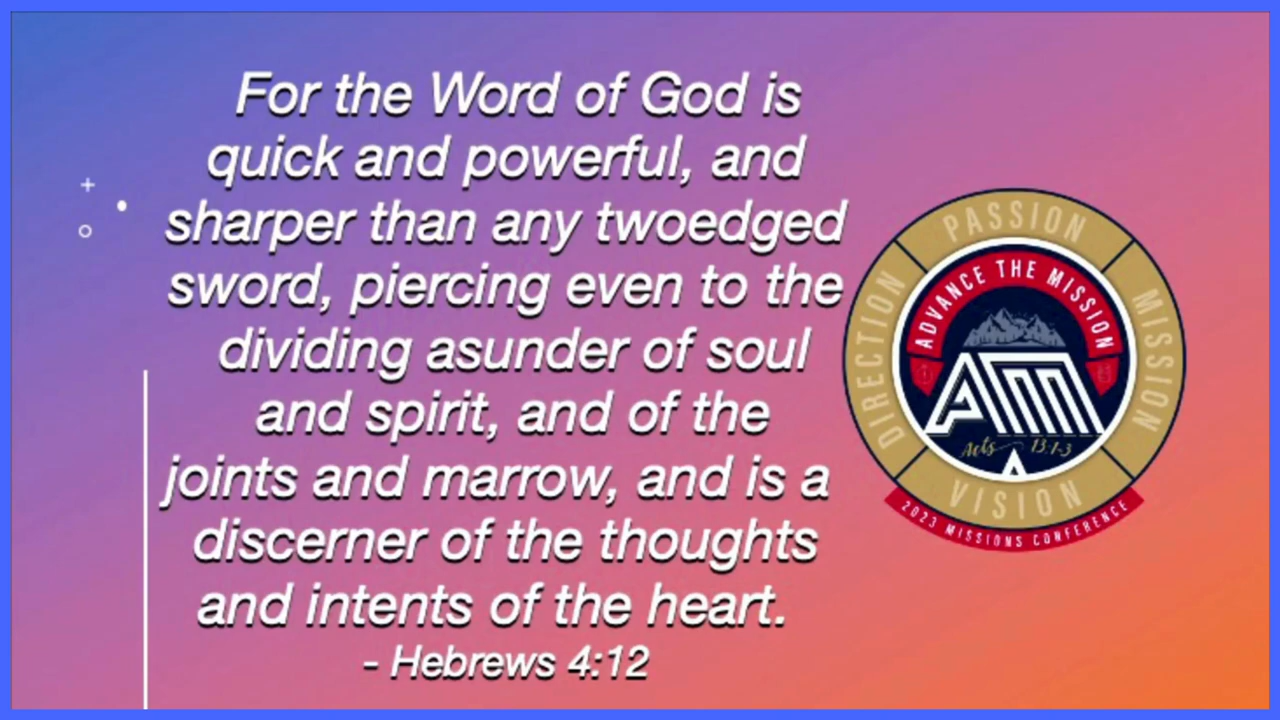 For the Word of God is
quick and powerful, and
sharper than any twoedged
sword, piercing even to the
dividing asunder of soul
and spirit, and of the
joints and marrow, and is a
discerner of the thoughts
and intents of the heart.
- Hebrews 4:12
PASSION
DIRECTION
MISSION
ADVANCE THE MISSION
ATM
Acts 13:1-3
VISION
2023 MISSIONS CONFERENCE